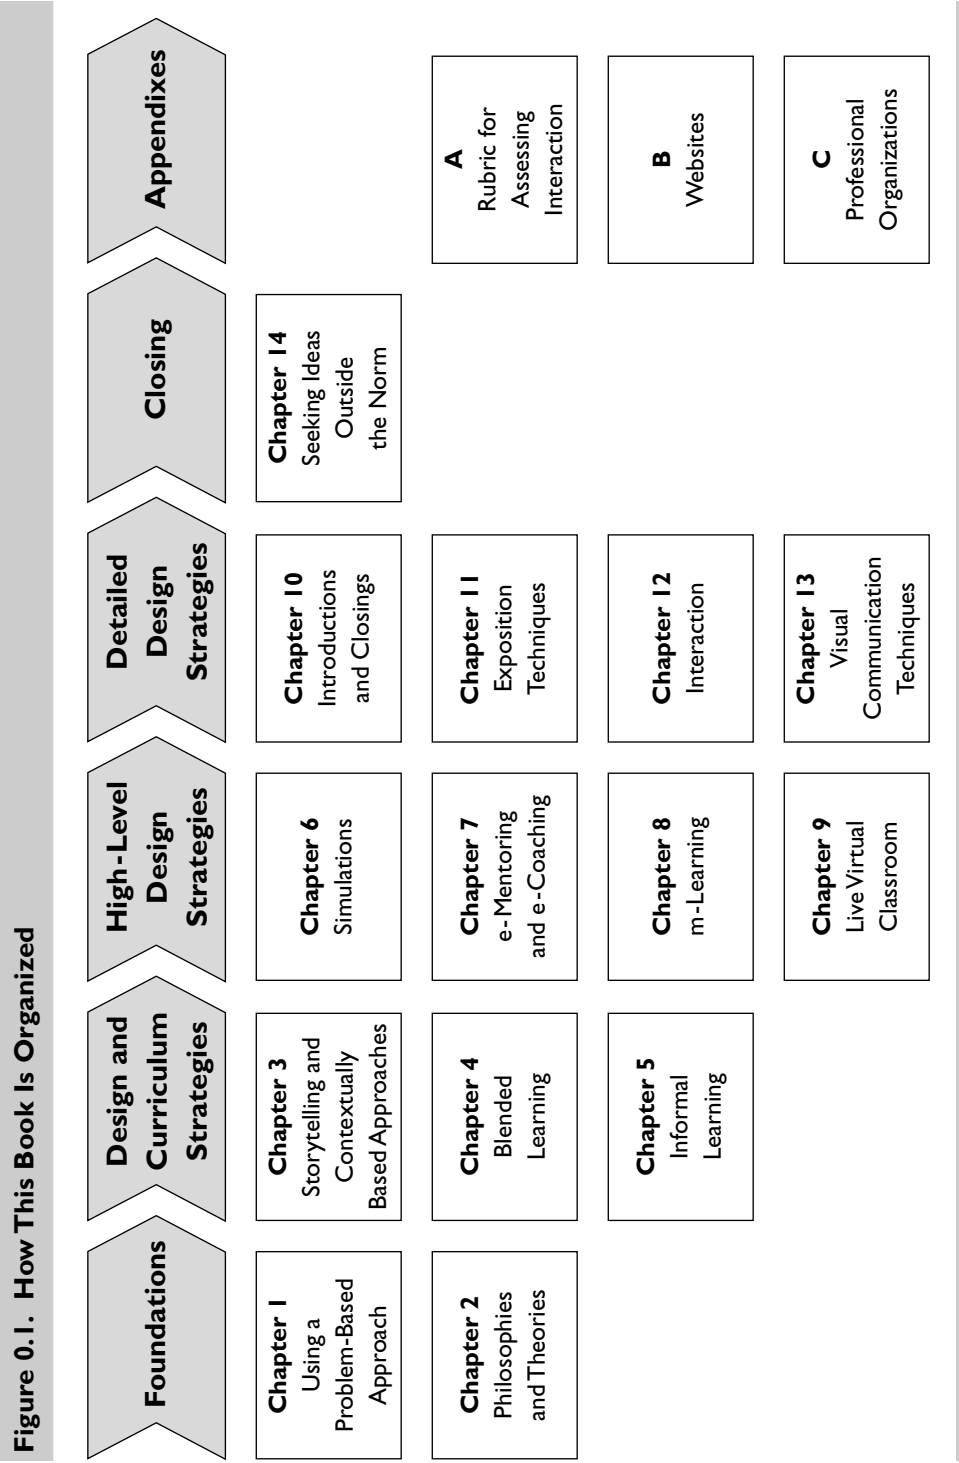 Figure 0.1. How This Book Is Organized
Foundations
Design and
Curriculum
Strategies
High-Level
Design
Strategies
Detailed
Design
Strategies
Closing
Appendixes
Chapter 1
Using a
Problem-Based
Approach
Chapter 3
Storytelling and
Contextually
Based Approaches
Chapter 6
Simulations
Chapter 10
Introductions
and Closings
Chapter 14
Seeking Ideas
Outside
the Norm
Chapter 2
Philosophies
and Theories
Chapter 4
Blended
Learning
Chapter 7
e-Mentoring
and e-Coaching
Chapter 11
Exposition
Techniques
A
Rubric for
Assessing
Interaction
Chapter 5
Informal
Learning
Chapter 8
m-Learning
Chapter 12
Interaction
B
Websites
Chapter 9
Live Virtual
Classroom
Chapter 13
Visual
Communication
Techniques
C
Professional
Organizations